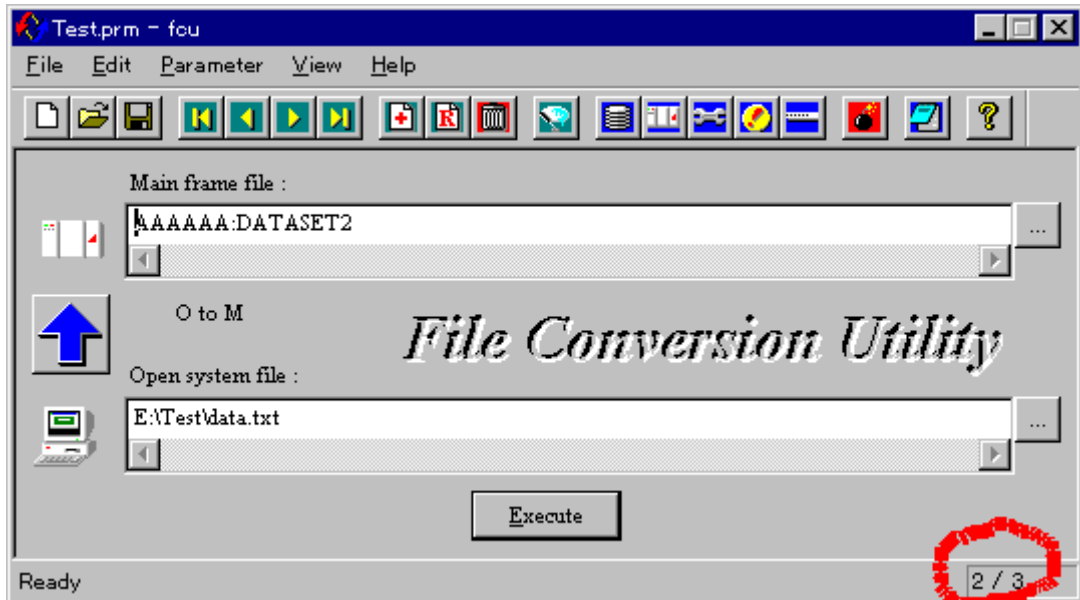 Test.prm - fcu
File Edit Parameter View Help
R ?
Main frame file :
AAAAAA:DATASET2
...
O to M
File Conversion Utility
Open system file :
E:\Test\data.txt
...
Execute
Ready
2 / 3